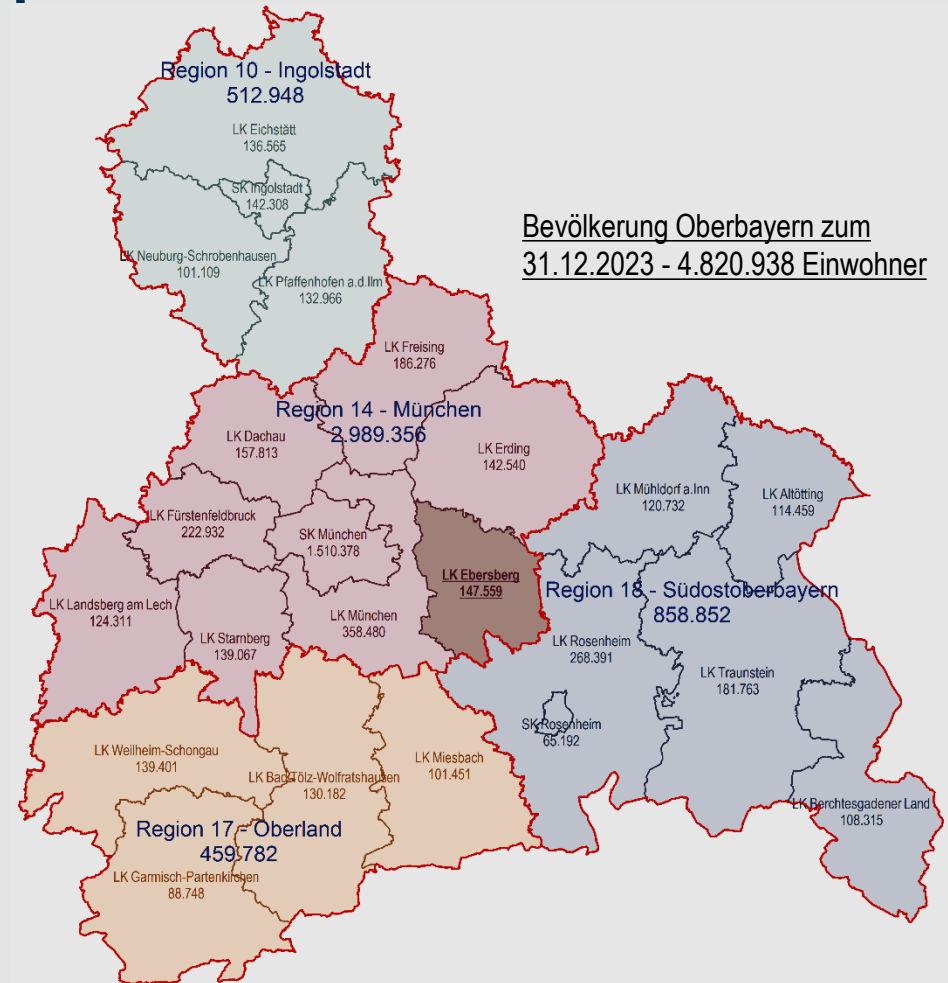 Region 10 - Ingolstadt
512.948
LK Eichstätt
136.565
SK Ingolstadt
142.308
LK Neuburg-Schrobenhausen
101.109
LK Pfaffenhofen a.d.Ilm
132.966
Bevölkerung Oberbayern zum
31.12.2023 - 4.820.938 Einwohner
LK Freising
186.276
Region 14 - München
2.989.356
LK Dachau
157.813
LK Erding
142.540
LK Fürstenfeldbruck
222.932
SK München
1.510.378
LK Ebersberg
147.559
LK Landsberg am Lech
124.311
LK Starnberg
139.067
LK München
358.480
LK Mühldorf a.Inn
120.732
LK Altötting
114.459
Region 18 - Südostoberbayern
858.852
LK Rosenheim
268.391
LK Traunstein
181.763
SK Rosenheim
65.192
LK Berchtesgadener Land
108.315
LK Weilheim-Schongau
139.401
LK Bad Tölz-Wolfratshausen
130.182
LK Miesbach
101.451
Region 17 - Oberland
459.782
LK Garmisch-Partenkirchen
88.748